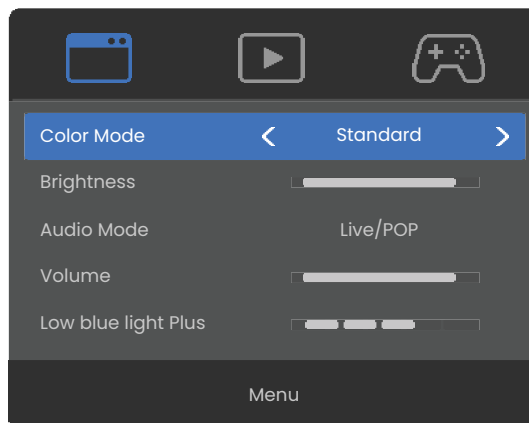 Color Mode Standard
Brightness
Audio Mode Live/POP
Volume
Low blue light Plus
Menu